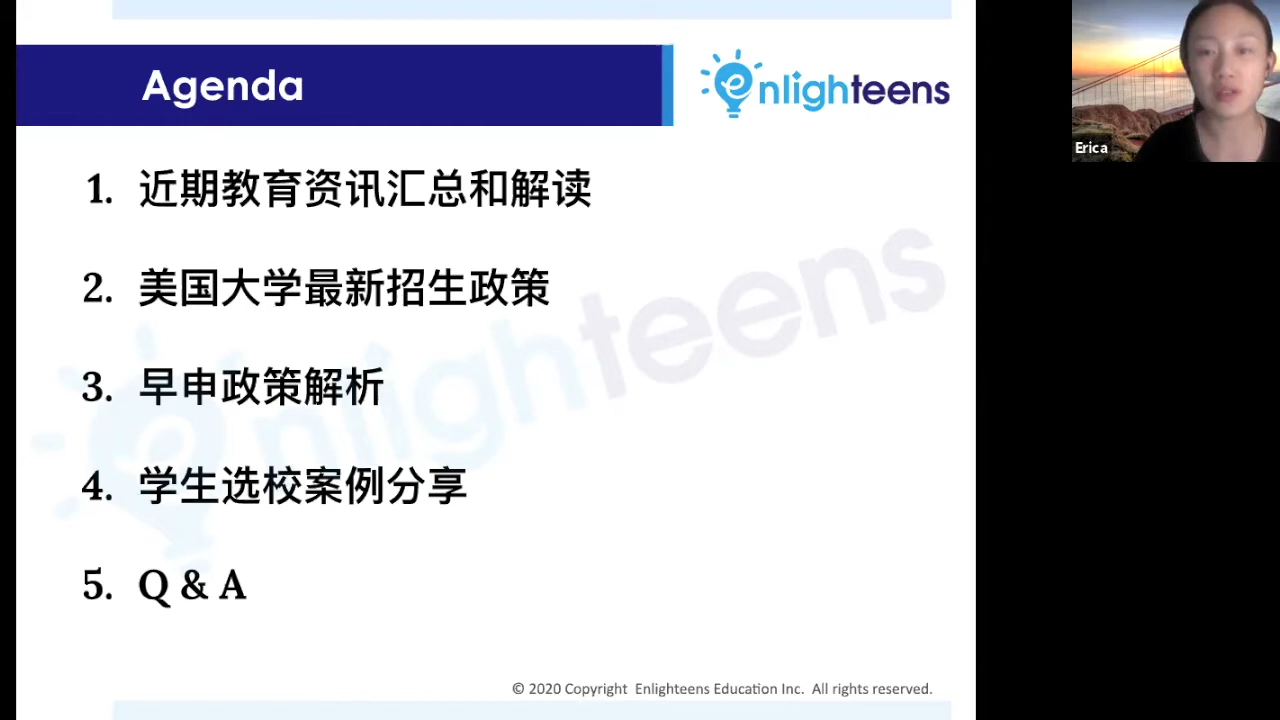 Agenda
enlighteens
1. 近期教育资讯汇总和解读
2. 美国大学最新招生政策
3. 早申政策解析
4. 学生选校案例分享
5. Q & A
enlighteens
© 2020 Copyright Enlighteens Education Inc. All rights reserved.
Erica